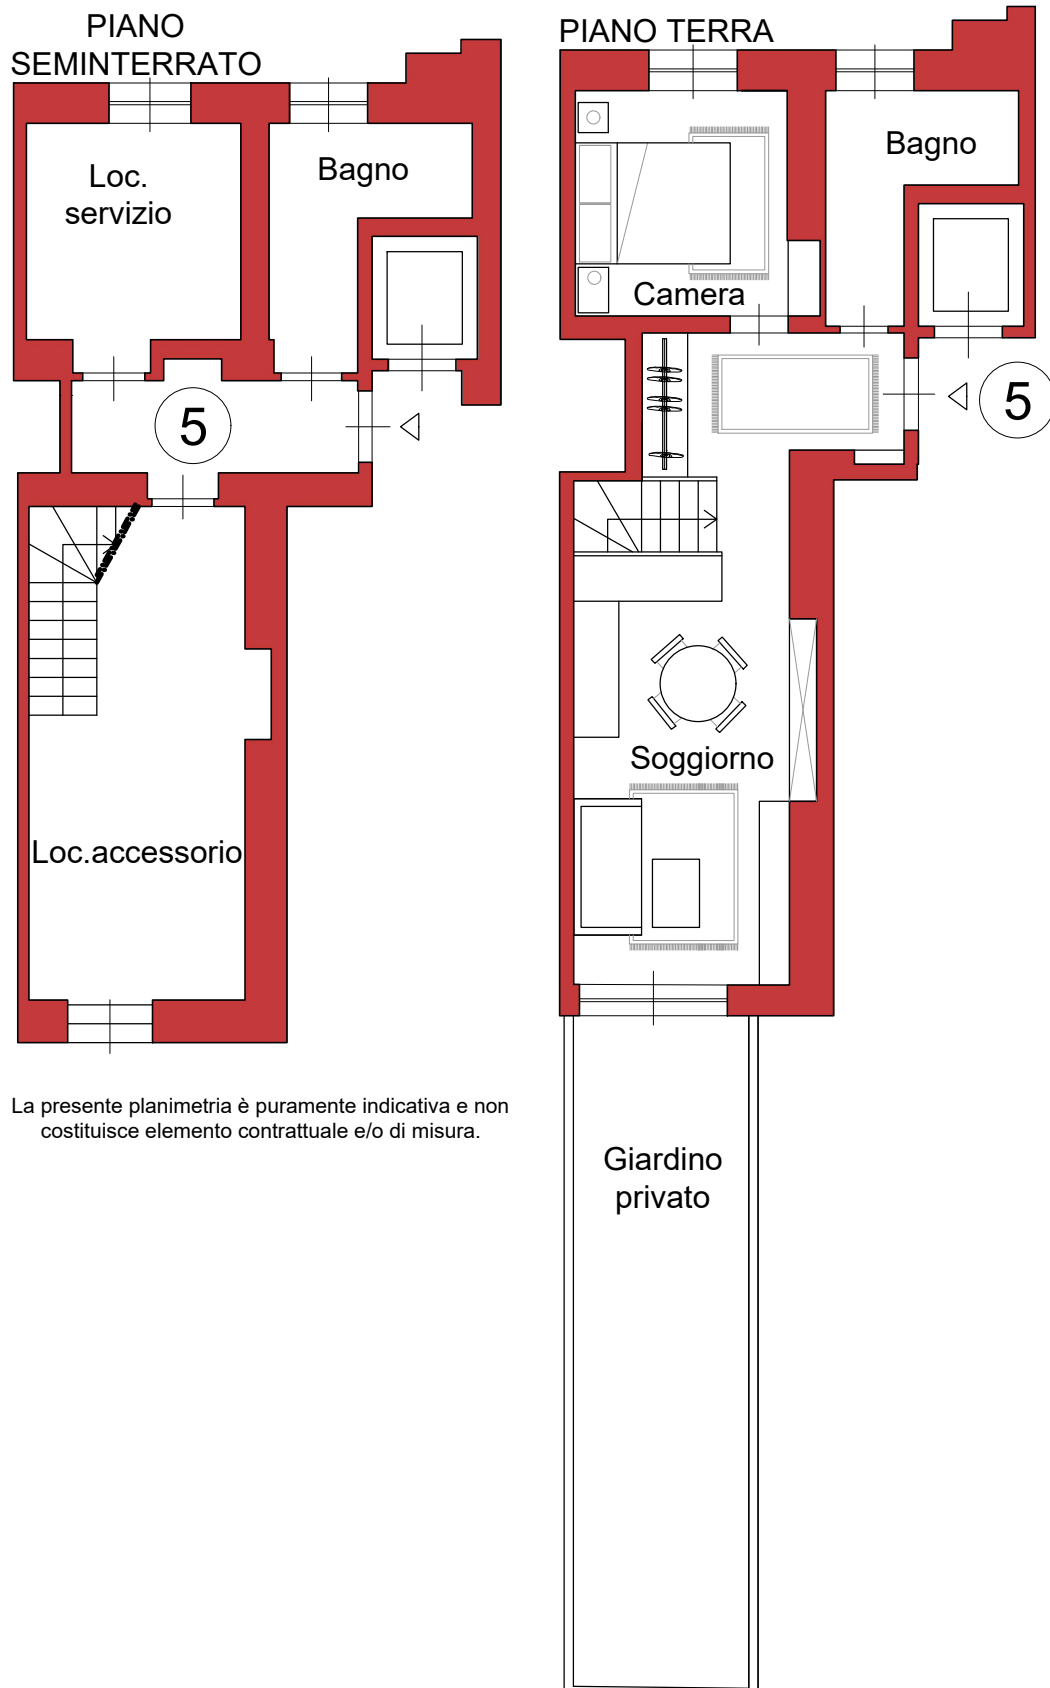 PIANO
SEMINTERRATO
Loc.
servizio
Bagno
5
Loc.accessorio
La presente planimetria è puramente indicativa e non
costituisce elemento contrattuale e/o di misura.
PIANO TERRA
Bagno
Camera
5
Soggiorno
Giardino
privato